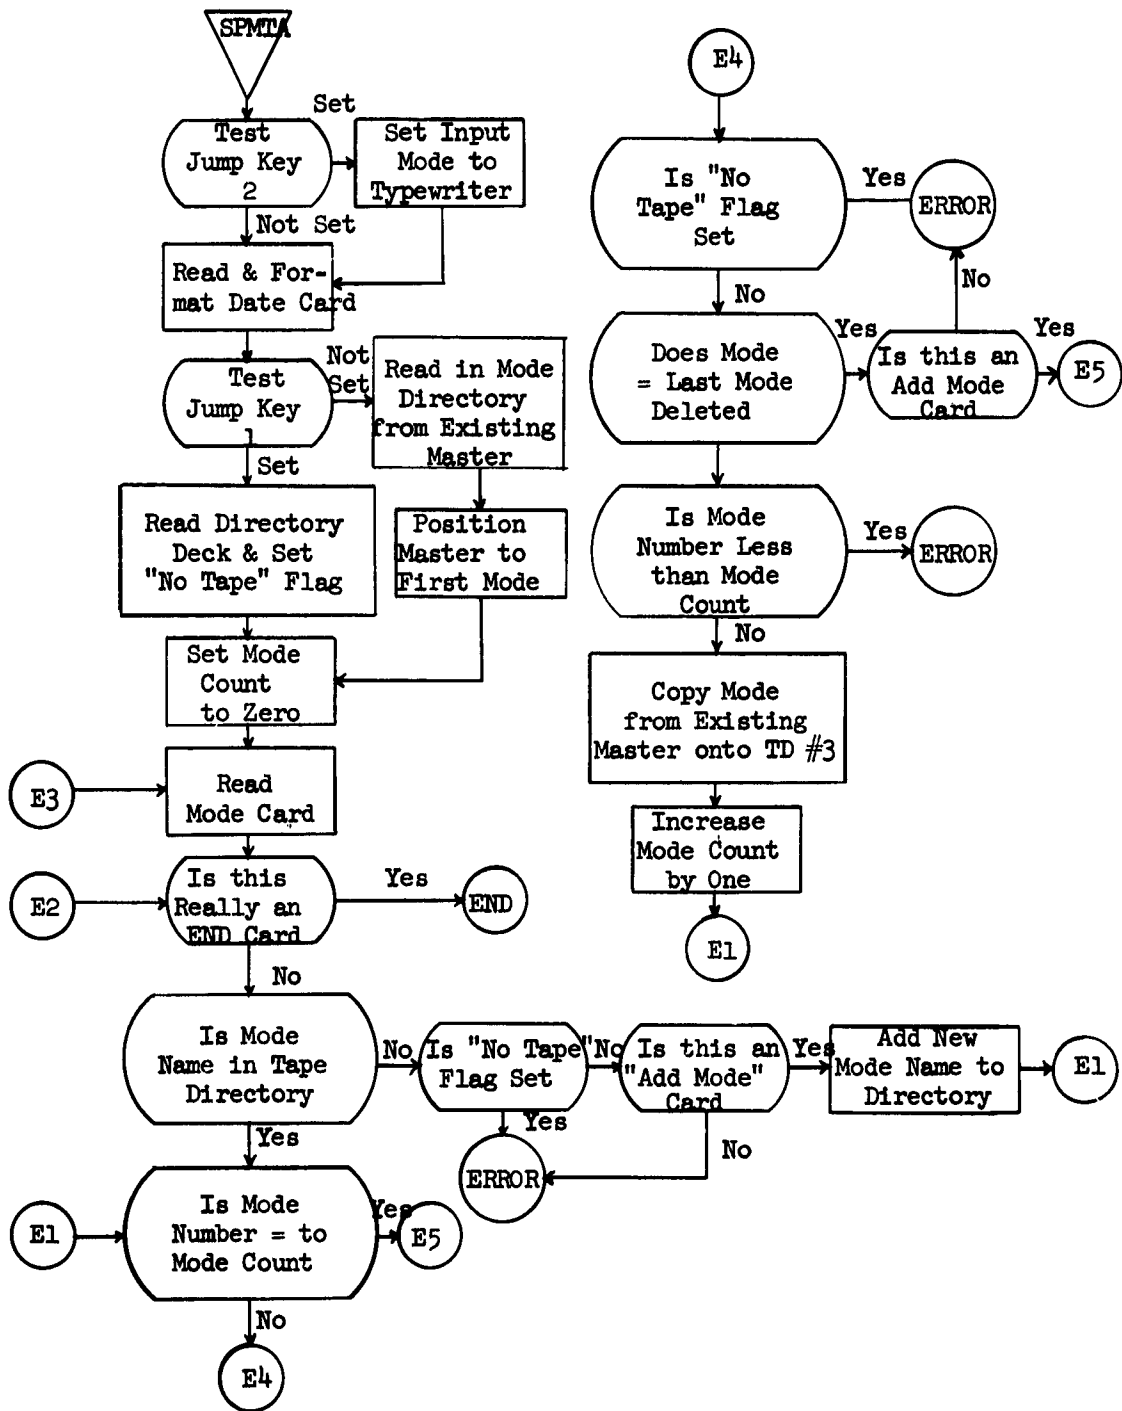 SPMTA
Set
Test
Jump Key
2
Set Input
Mode to
Typewriter
Not Set
Read & For-
mat Date Card
Test
Jump Key
1
Not
Set
Read in Mode
Directory
from Existing
Master
Set
Read Directory
Deck & Set
"No Tape" Flag
Position
Master to
First Mode
Set Mode
Count
to Zero
E3
Read
Mode Card
E2
Is this
Really an
END Card
Yes
END
No
Is Mode
Name in Tape
Directory
No
Is "No Tape"
Flag Set
No
Is this an
"Add Mode"
Card
Yes
Add New
Mode Name to
Directory
E1
Yes
Yes
No
ERROR
E1
Is Mode
Number = to
Mode Count
Yes
E5
No
E4
E4
Is "No
Tape" Flag
Set
Yes
ERROR
No
No
Does Mode
= Last Mode
Deleted
Yes
Is this an
Add Mode
Card
Yes
E5
Is Mode
Number Less
than Mode
Count
Yes
ERROR
No
Copy Mode
from Existing
Master onto TD #3
Increase
Mode Count
by One
E1